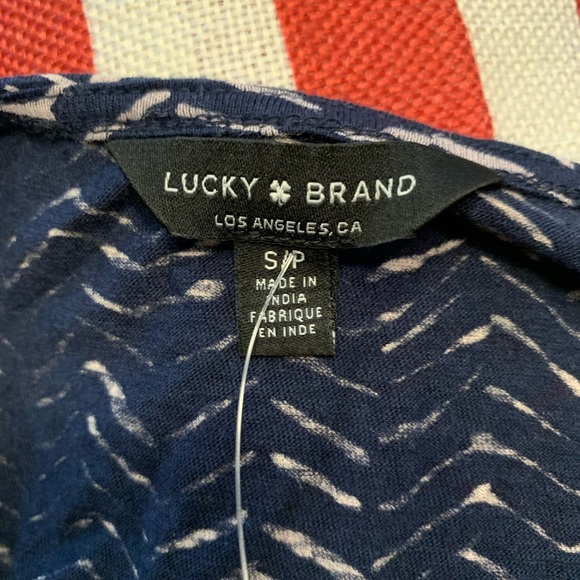 LUCKY BRAND
LOS ANGELES, CA
S/P
MADE IN
INDIA
FABRIQUE
EN INDE